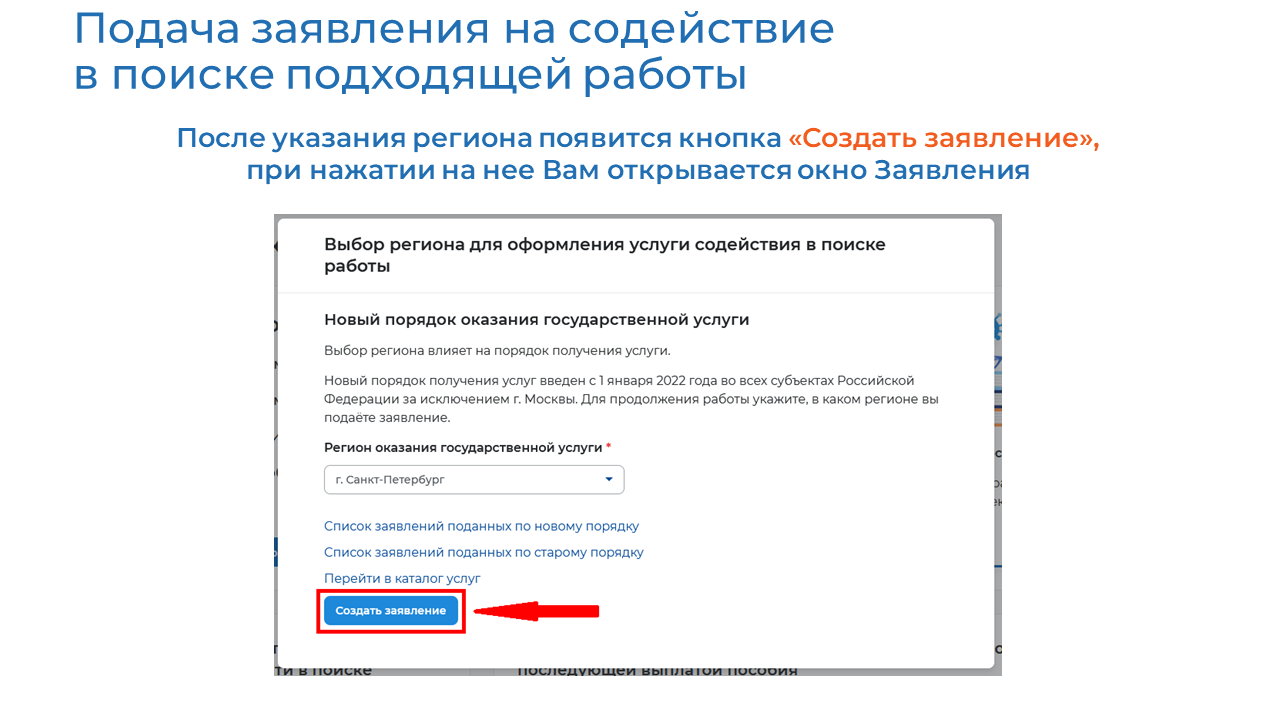 Подача заявления на содействие
в поиске подходящей работы
После указания региона появится кнопка «Создать заявление»,
при нажатии на нее Вам открывается окно Заявления
Выбор региона для оформления услуги содействия в поиске
работы
Новый порядок оказания государственной услуги
Выбор региона влияет на порядок получения услуги.
Новый порядок получения услуг введен с 1 января 2022 года во всех субъектах Российской
Федерации за исключением г. Москвы. Для продолжения работы укажите, в каком регионе вы
подаёте заявление.
Регион оказания государственной услуги *
г. Санкт-Петербург
Список заявлений поданных по новому порядку
Список заявлений поданных по старому порядку
Перейти в каталог услуг
Создать заявление
в поиске
последующей выплатой пособия